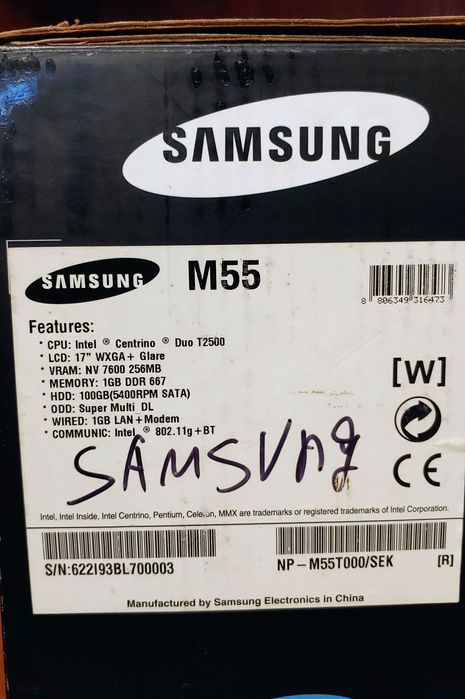 SAMSUNG
SAMSUNG M55
8 806349 316473
Features:
• CPU: Intel ® Centrino ® Duo T2500
• LCD: 17" WXGA+ Glare
• VRAM: NV 7600 256MB
• MEMORY: 1GB DDR 667
• HDD: 100GB(5400RPM SATA)
• ODD: Super Multi DL
• WIRED: 1GB LAN+Modem
• COMMUNIC: Intel ® 802.11g+BT
[W]
SAMSVNg
CE
Intel, Intel Inside, Intel Centrino, Pentium, Celeron, MMX are trademarks or registered trademarks of Intel Corporation.
S/N:622I93BL700003
NP-M55T000/SEK [R]
Manufactured by Samsung Electronics in China